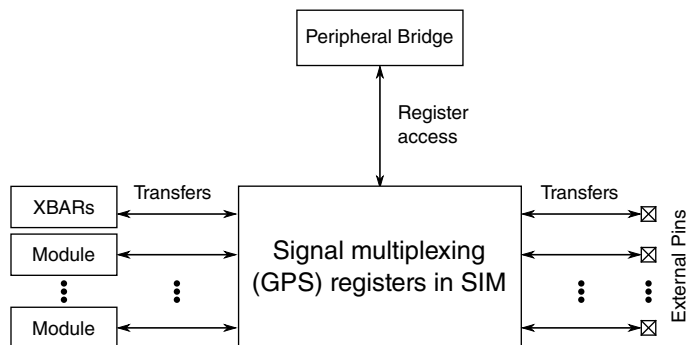 Peripheral Bridge
Register
access
Transfers
Transfers
XBARs
Module
Module
Signal multiplexing
(GPS) registers in SIM
External Pins